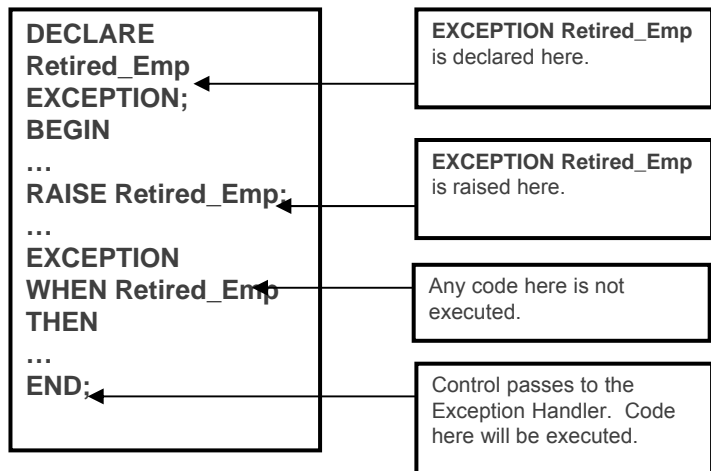 DECLARE
Retired_Emp
EXCEPTION;
BEGIN
…
RAISE Retired_Emp;
…
EXCEPTION
WHEN Retired_Emp
THEN
…
END;
EXCEPTION Retired_Emp
is declared here.
EXCEPTION Retired_Emp
is raised here.
Any code here is not
executed.
Control passes to the
Exception Handler.  Code
here will be executed.